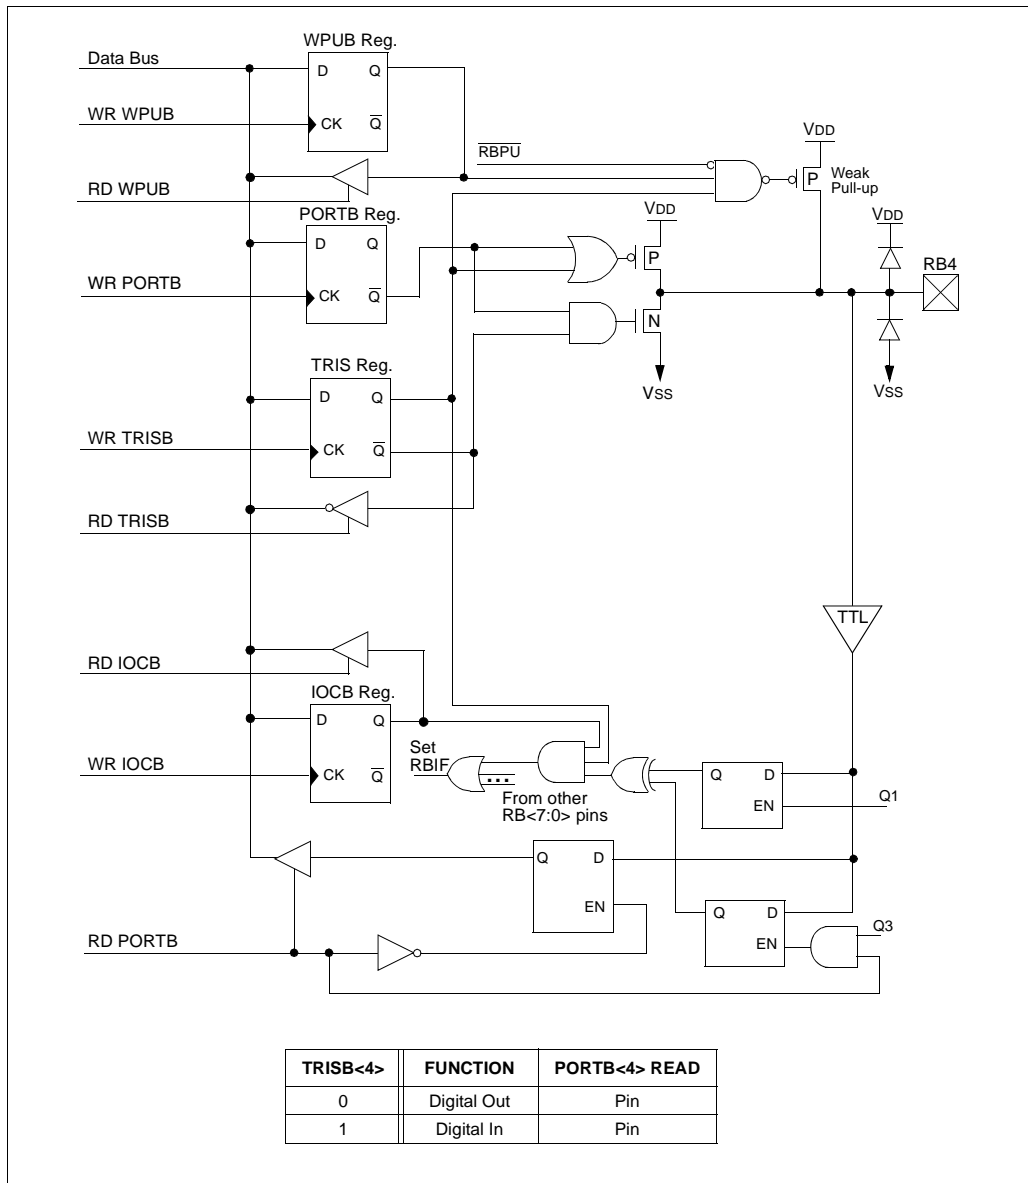 WPUB Reg.
Data Bus
D Q
WR WPUB
CK Q
RBPU
VDD
RD WPUB
P Weak
Pull-up
PORTB Reg.
VDD
VDD
D Q
P
RB4
WR PORTB
CK Q
N
TRIS Reg.
VSS
VSS
D Q
WR TRISB
CK Q
RD TRISB
TTL
RD IOCB
IOCB Reg.
D Q
Set
RBIF
WR IOCB
CK Q
...
From other
RB<7:0> pins
Q D
EN
Q1
Q D
EN
Q D
EN
Q3
RD PORTB
TRISB<4> FUNCTION PORTB<4> READ
0 Digital Out Pin
1 Digital In Pin